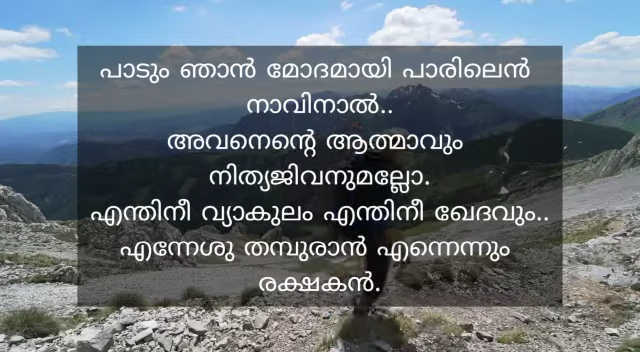 പാടും ഞാൻ മോദമായി പാരിലെൻ
നാവിനാൽ..
അവനെന്റെ ആത്മാവും
നിത്യജിവനുമല്ലോ.
എന്തിനീ വ്യാകുലം എന്തിനീ ഖേദവും..
എന്നേശു തമ്പുരാൻ എന്നെന്നും
രക്ഷകൻ.